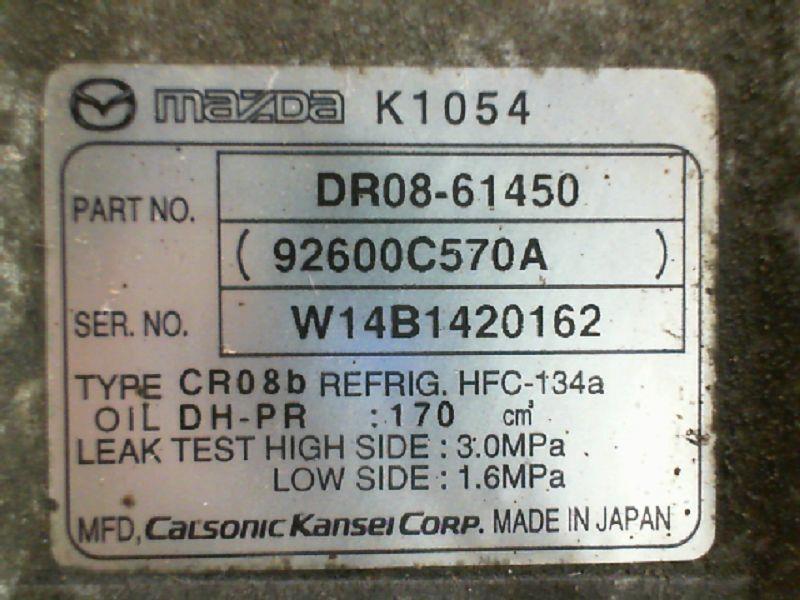 mazda K1054
PART NO. DR08-61450
( 92600C570A )
SER. NO. W14B1420162
TYPE CR08b REFRIG. HFC-134a
OIL DH-PR : 170 cm³
LEAK TEST HIGH SIDE : 3.0MPa
LOW SIDE : 1.6MPa
MFD, CALSONIC KANSEI CORP. MADE IN JAPAN